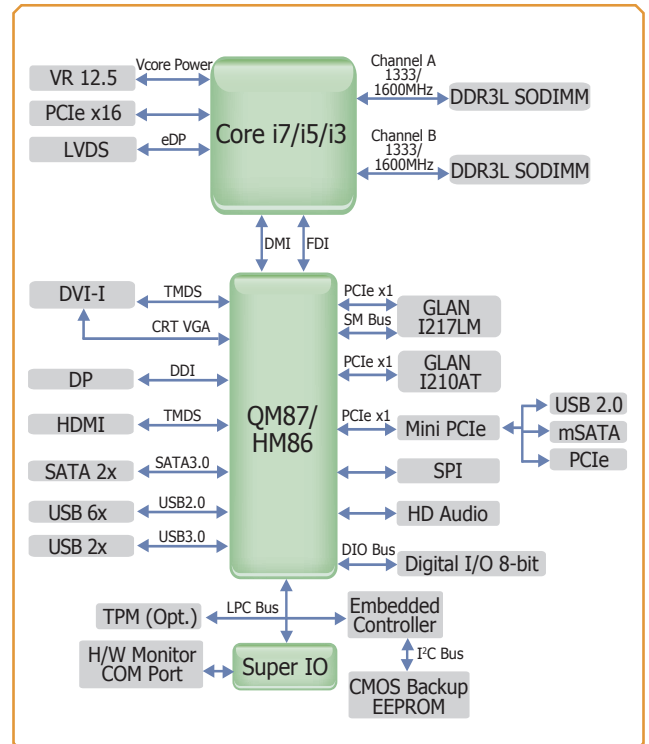 VR 12.5
Vcore Power
PCIe x16
LVDS
eDP
Core i7/i5/i3
Channel A
1333/
1600MHz
DDR3L SODIMM
Channel B
1333/
1600MHz
DDR3L SODIMM
DMI
FDI
DVI-I
TMDS
CRT VGA
DP
DDI
HDMI
TMDS
SATA 2x
SATA3.0
USB 6x
USB2.0
USB 2x
USB3.0
QM87/
HM86
PCIe x1
SM Bus
GLAN
I217LM
PCIe x1
GLAN
I210AT
PCIe x1
Mini PCIe
USB 2.0
mSATA
PCIe
SPI
HD Audio
DIO Bus
Digital I/O 8-bit
TPM (Opt.)
LPC Bus
Embedded
Controller
H/W Monitor
COM Port
Super IO
I²C Bus
CMOS Backup
EEPROM